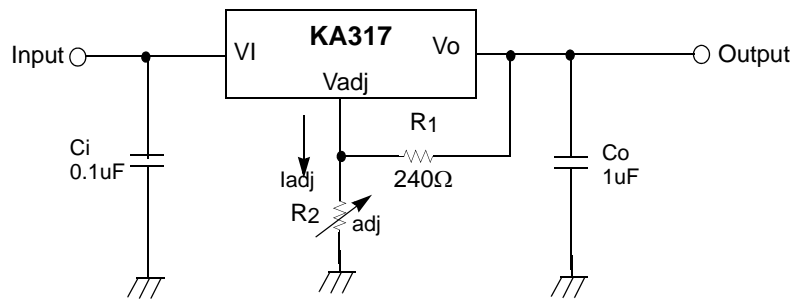 KA317
Input
VI
Vo
Output
Vadj
R1
Ci
0.1uF
Iadj
240Ω
Co
1uF
R2
adj